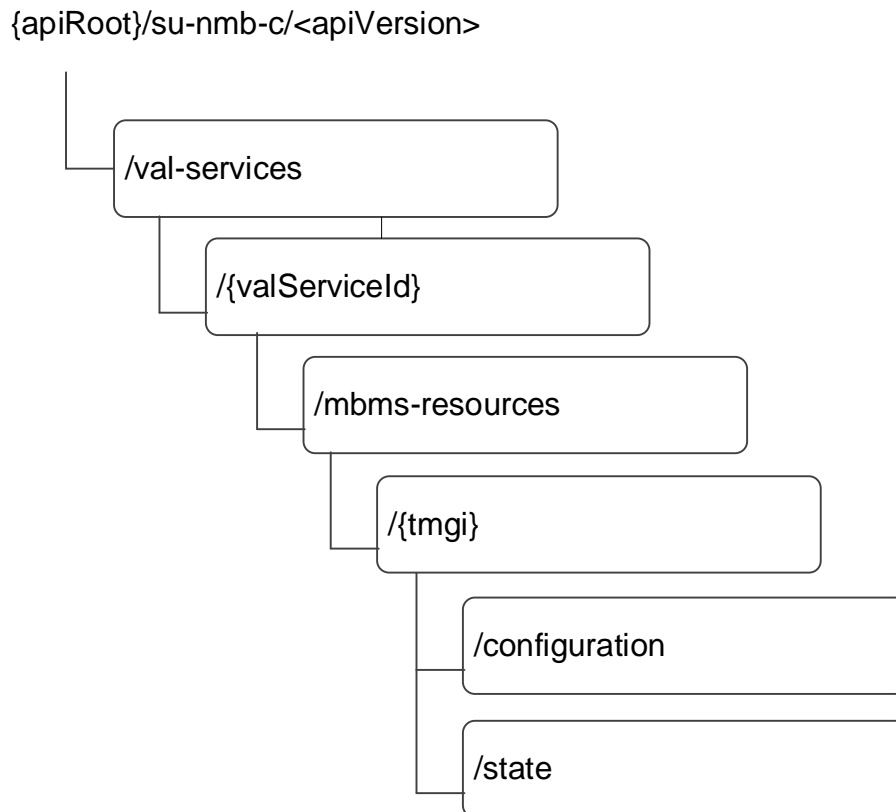 {apiRoot}/su-nmb-c/<apiVersion>
/val-services
/{valServiceId}
/mbms-resources
/{tmgi}
/configuration
/state